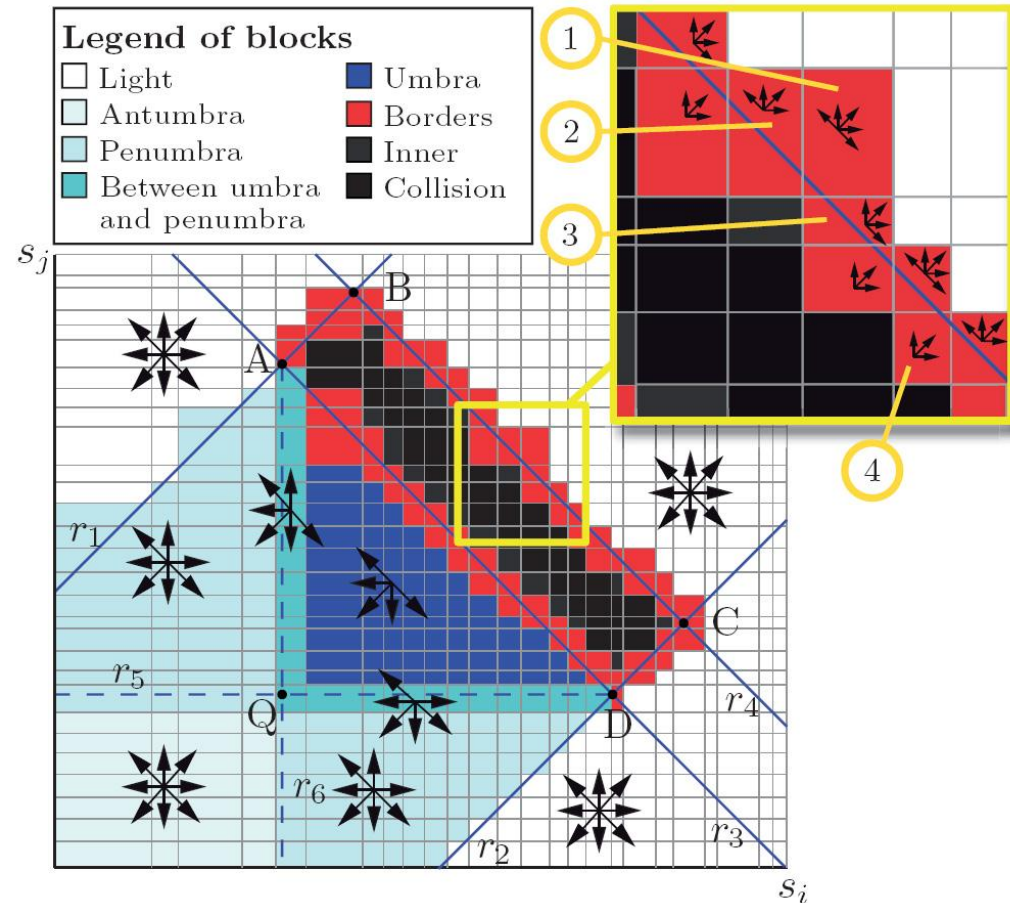 Legend of blocks
Light
Antumbra
Penumbra
Between umbra
and penumbra
Umbra
Borders
Inner
Collision
1
2
3
4
s_j
B
A
r_1
C
r_5
r_4
Q
D
r_6
r_3
r_2
s_i